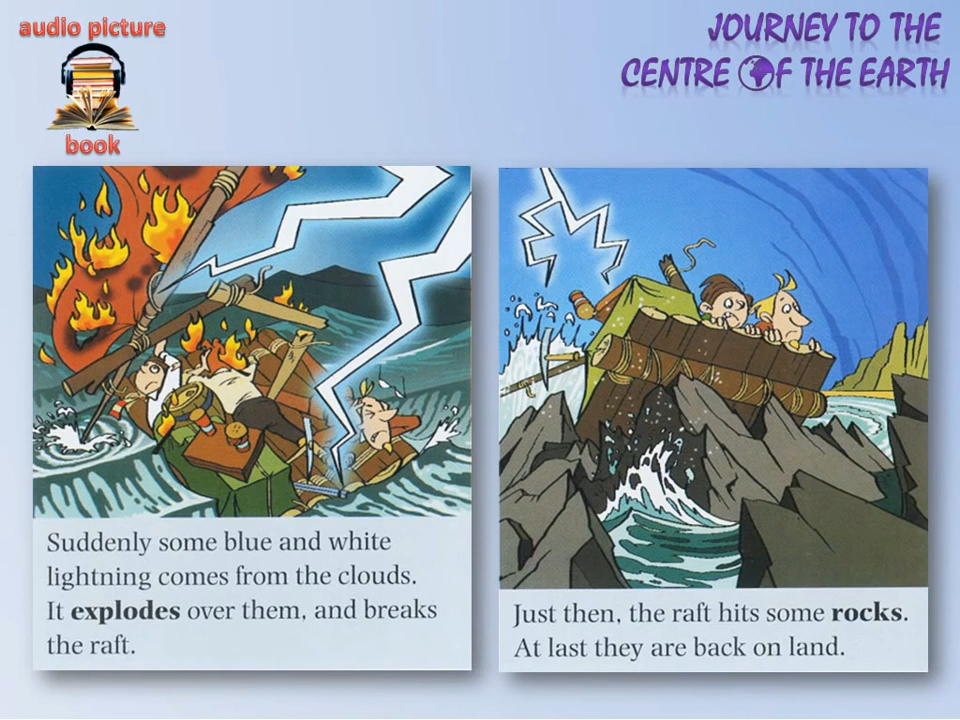 audio picture
book
JOURNEY TO THE
CENTRE OF THE EARTH
Suddenly some blue and white
lightning comes from the clouds.
It explodes over them, and breaks
the raft.
Just then, the raft hits some rocks.
At last they are back on land.